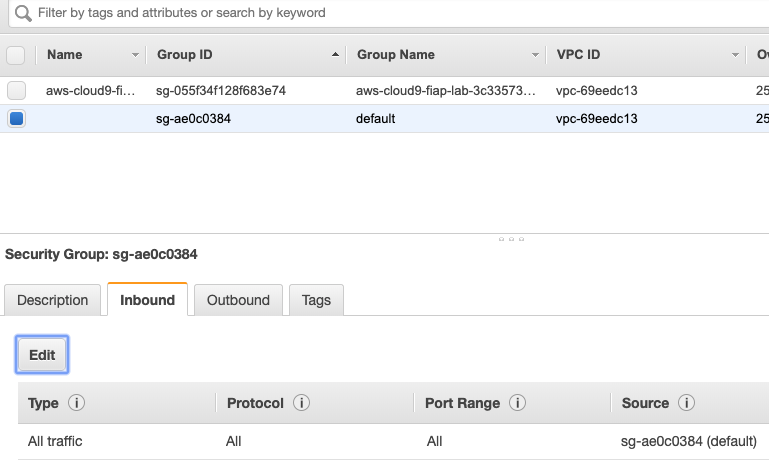 Filter by tags and attributes or search by keyword
Name Group ID Group Name VPC ID
aws-cloud9-fi... sg-055f34f128f683e74 aws-cloud9-fiap-lab-3c33573... vpc-69eedc13 25
sg-ae0c0384 default vpc-69eedc13 25
Security Group: sg-ae0c0384
Description Inbound Outbound Tags
Edit
Type Protocol Port Range Source
All traffic All All sg-ae0c0384 (default)